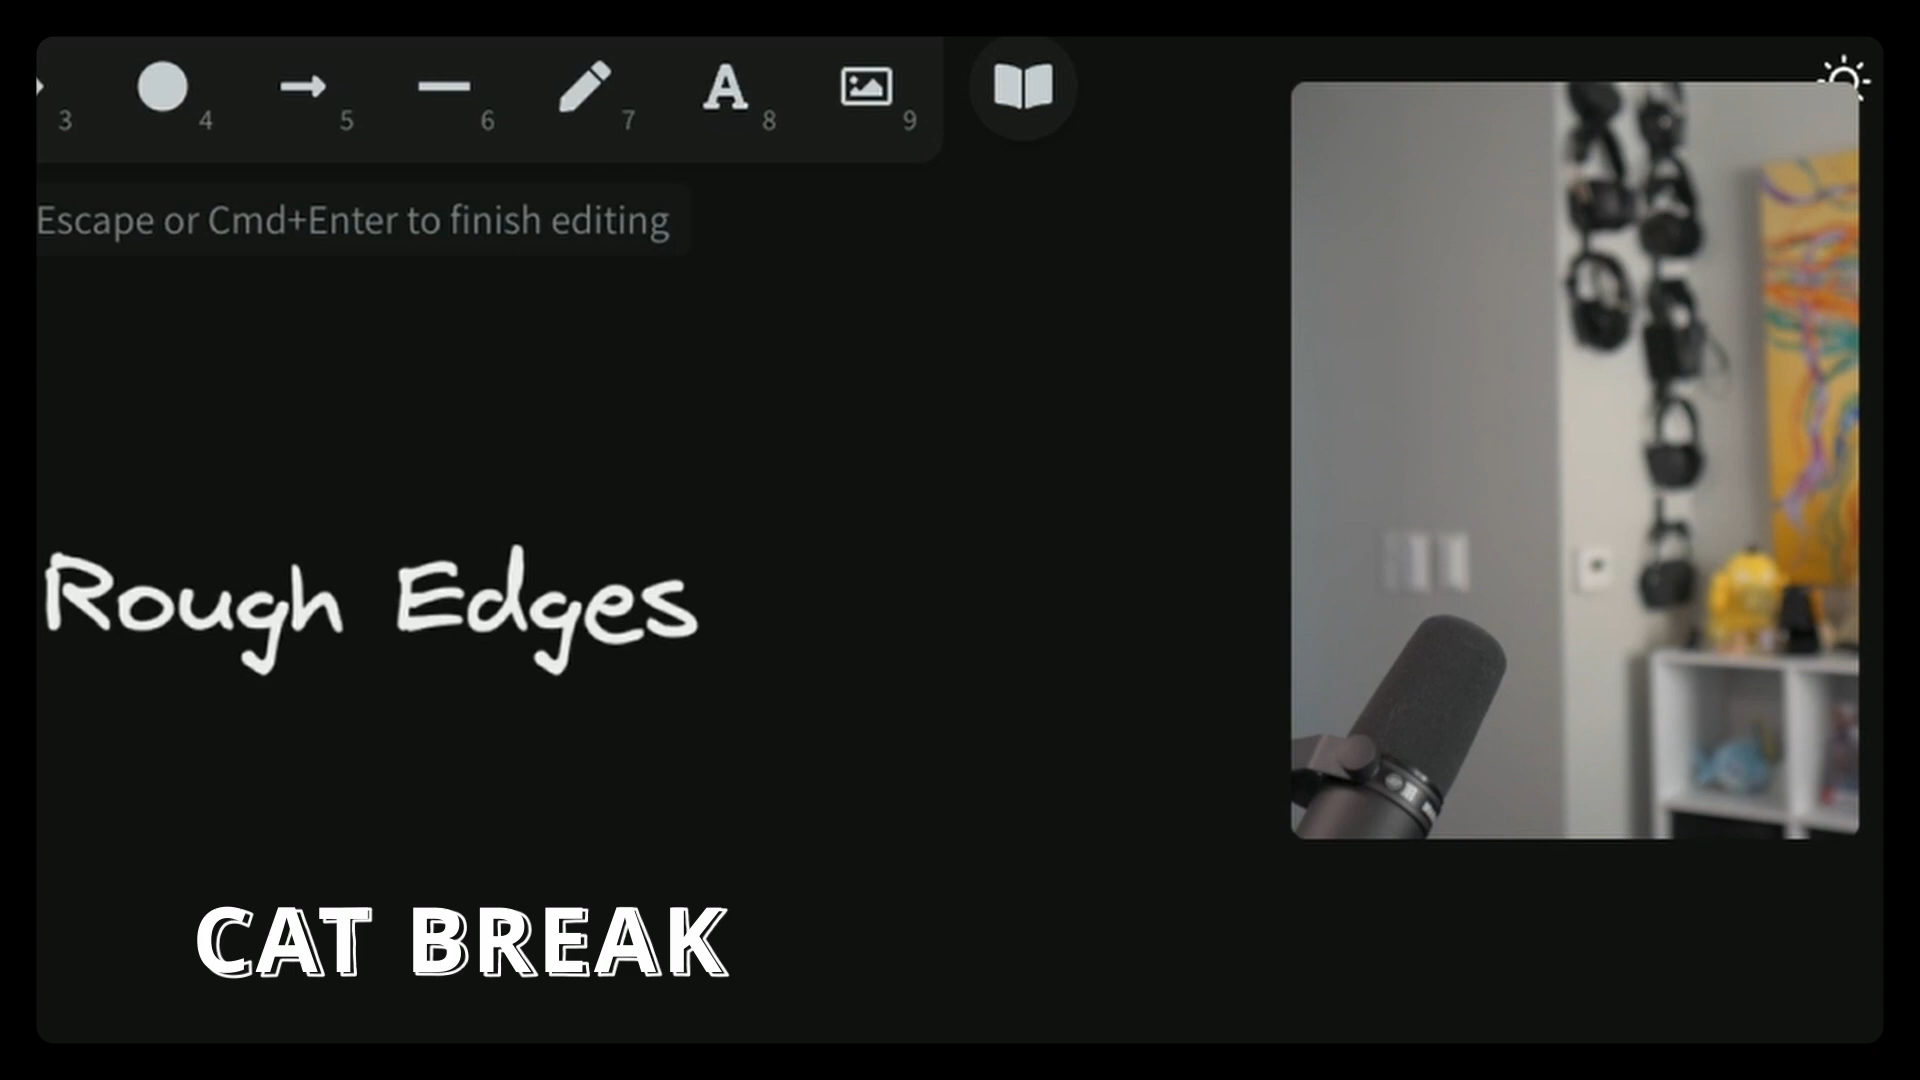 3 4 5 6 7 A 8 9
Escape or Cmd+Enter to finish editing
Rough Edges
CAT BREAK